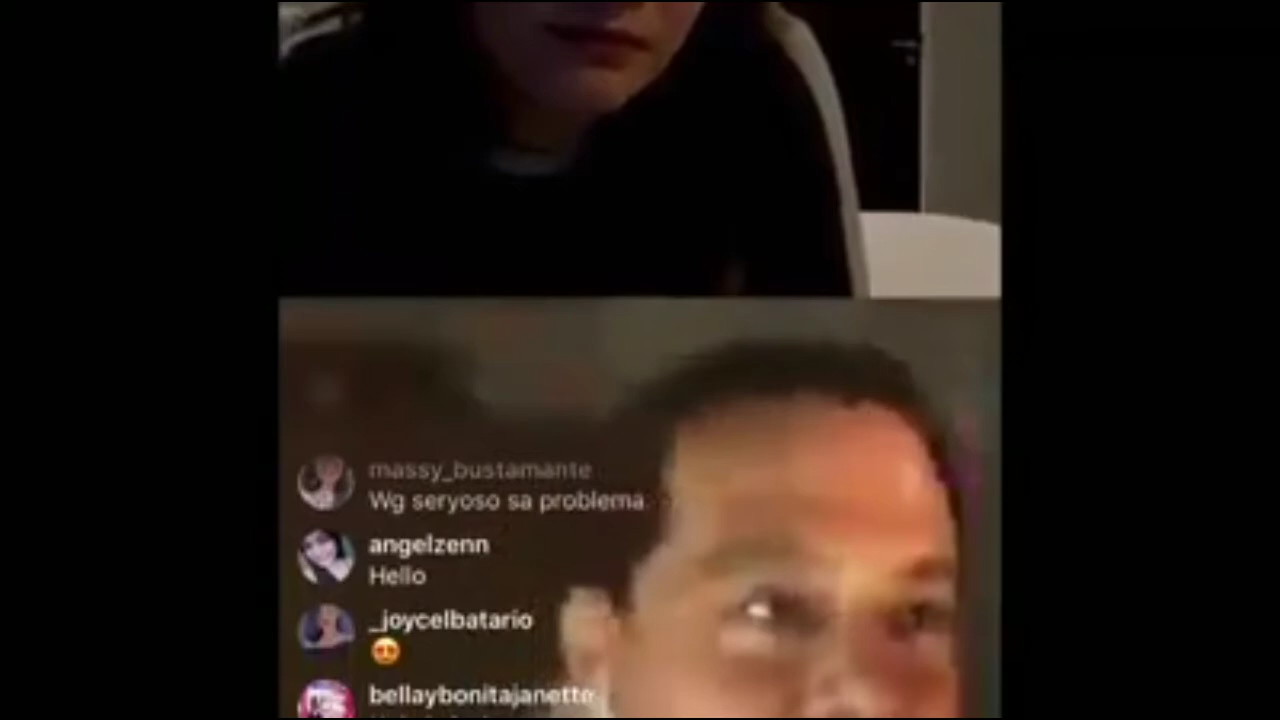 massy_bustamante
Wg seryoso sa problema
angelzenn
Hello
_joycelbatario
😍
bellaybonitajanette